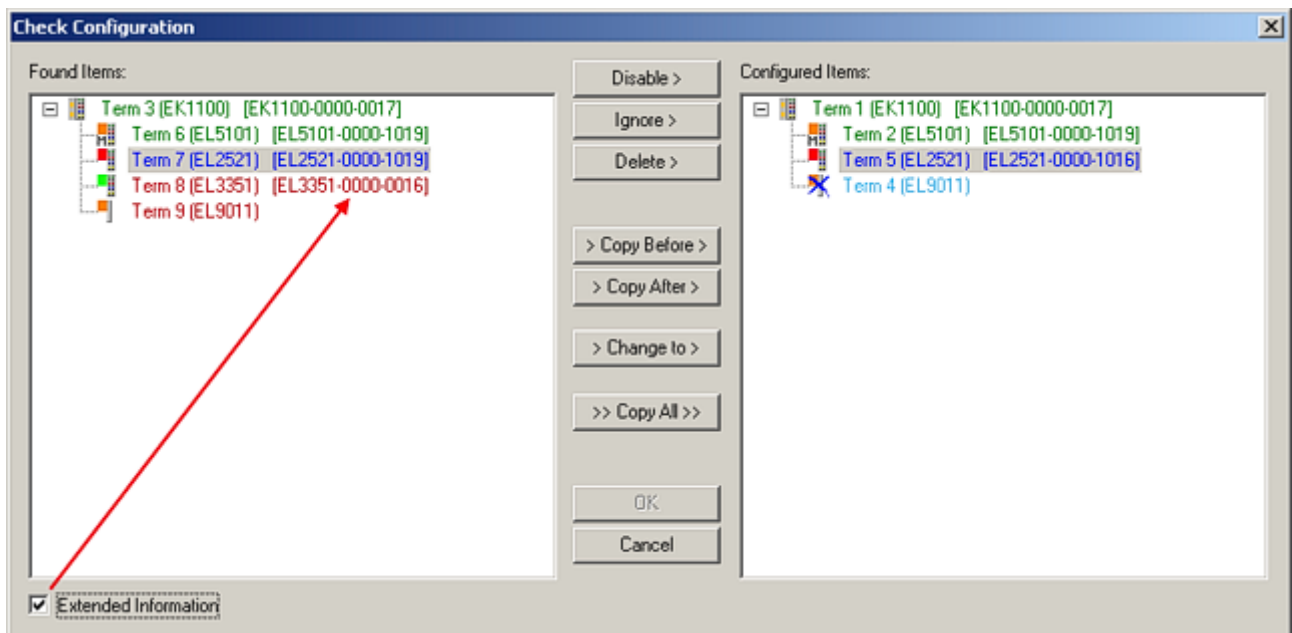 Check Configuration
Found Items:
Term 3 (EK1100) [EK1100-0000-0017]
Term 6 (EL5101) [EL5101-0000-1019]
Term 7 (EL2521) [EL2521-0000-1019]
Term 8 (EL3351) [EL3351-0000-0016]
Term 9 (EL9011)
Disable >
Ignore >
Delete >
> Copy Before >
> Copy After >
> Change to >
>> Copy All >>
OK
Cancel
Configured Items:
Term 1 (EK1100) [EK1100-0000-0017]
Term 2 (EL5101) [EL5101-0000-1019]
Term 5 (EL2521) [EL2521-0000-1016]
Term 4 (EL9011)
Extended Information